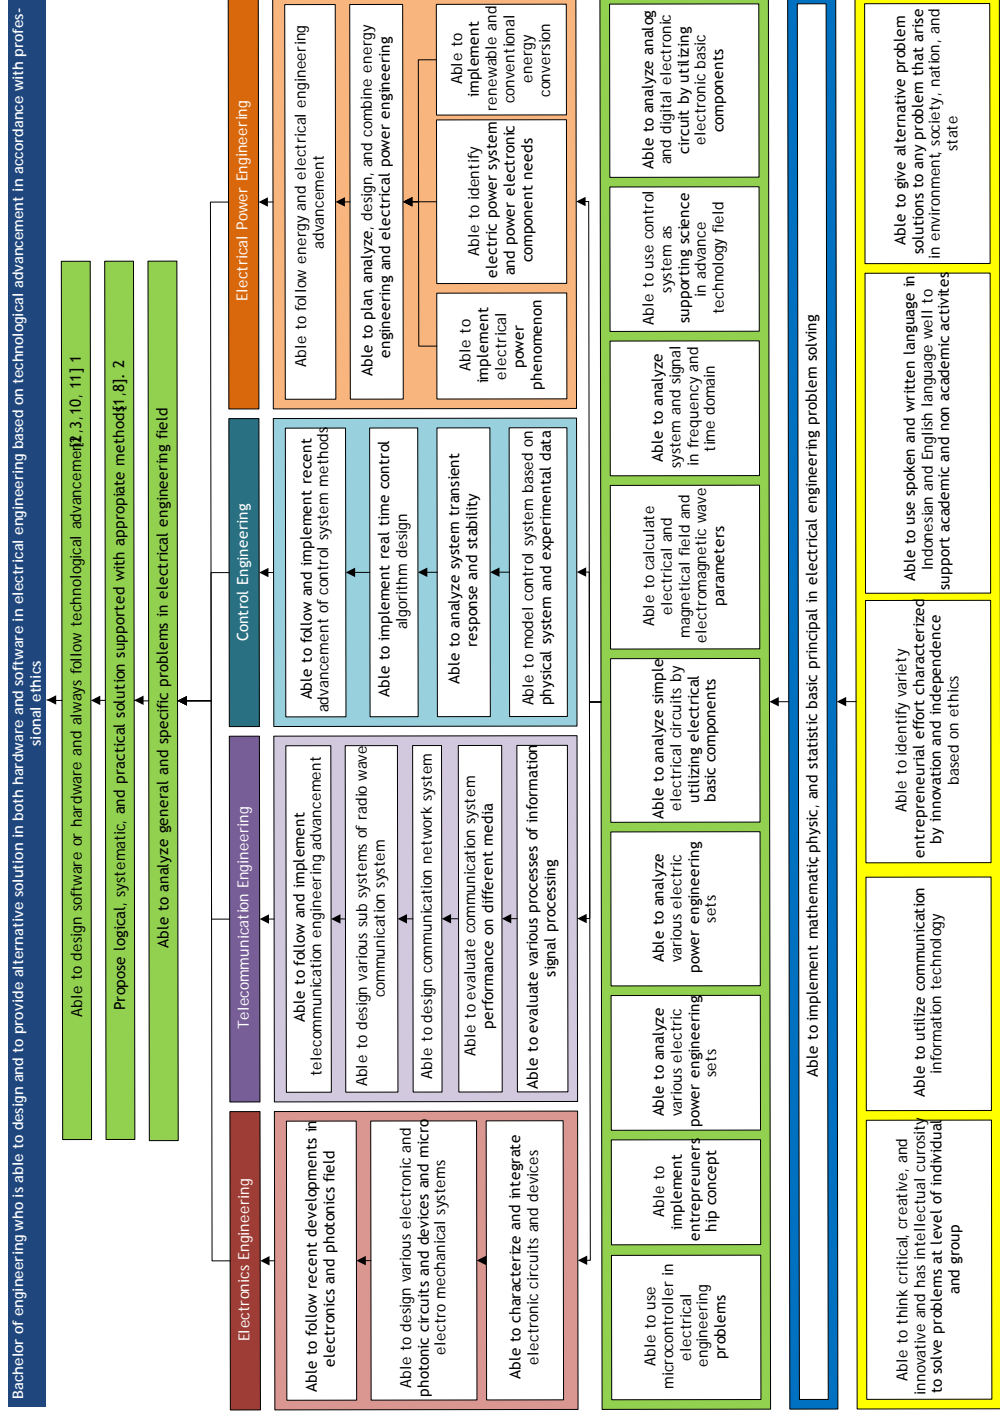 Bachelor of engineering who is able to design and to provide alternative solution in both hardware and software in electrical engineering based on technological advancement in accordance with profes-
sional ethics
Able to design software or hardware and always follow technological advancement[2,3,10, 11] 1
Propose logical, systematic, and practical solution supported with appropiate methods[1,8]. 2
Able to analyze general and specific problems in electrical engineering field
Electronics Engineering
Able to follow recent developments in
electronics and photonics field
Able to design various electronic and
photonic circuits and devices and micro
electro mechanical systems
Able to characterize and integrate
electronic circuits and devices
Telecommunication Engineering
Able to follow and implement
telecommunication engineering advancement
Able to design various sub systems of radio wave
communication system
Able to design communication network system
Able to evaluate communication system
performance on different media
Able to evaluate various processes of information
signal processing
Control Engineering
Able to follow and implement recent
advancement of control system methods
Able to implement real time control
algorithm design
Able to analyze system transient
response and stability
Able to model control system based on
physical system and experimental data
Electrical Power Engineering
Able to follow energy and electrical engineering
advancement
Able to plan, analyze, design, and combine energy
engineering and electrical power engineering
Able to
implement
electrical
power
phenomenon
Able to identify
electric power system
and power electronic
component needs
Able to
implement
renewable and
conventional
energy
conversion
Able to use
microcontroller in
electrical
engineering
problems
Able to
implement
entrepreuners
hip concept
Able to analyze
various electric
power engineering
sets
Able to analyze
various electric
power engineering
sets
Able to analyze simple
electrical circuits by
utilizing electrical
basic components
Able to calculate
electrical and
magnetical field and
electromagnetic wave
parameters
Able to analyze
system and signal
in frequency and
time domain
Able to use control
system as
supporting science
in advance
technology field
Able to analyze analog
and digital electronic
circuit by utilizing
electronic basic
components
Able to implement mathematic physic, and statistic basic principal in electrical engineering problem solving
Able to think critical, creative, and
innovative and has intellectual curosity
to solve problems at level of individual
and group
Able to utilize communication
information technology
Able to identify variety
entrepreneurial effort characterized
by innovation and independence
based on ethics
Able to use spoken and written language in
Indonesian and English language well to
support academic and non academic activites
Able to give alternative problem
solutions to any problem that arise
in environment, society, nation, and
state